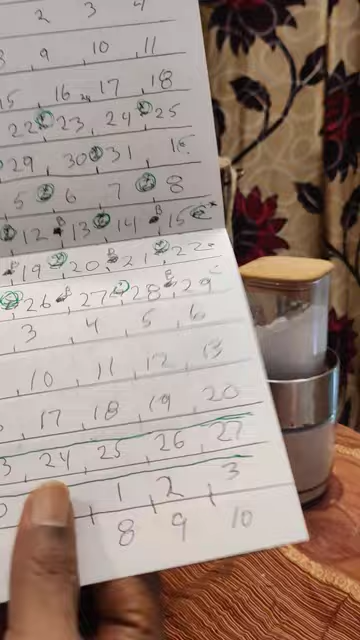 2 3 4
9 10 11
15 16 17 18
22 23 24 25
29 30 31 1
5 6 7 8
12 B 13 14 B 15
19 20 B 21 22
26 27 28 B 29
3 4 5 6
10 11 12 13
17 18 19 20
3 24 25 26 27
1 2 3
8 9 10